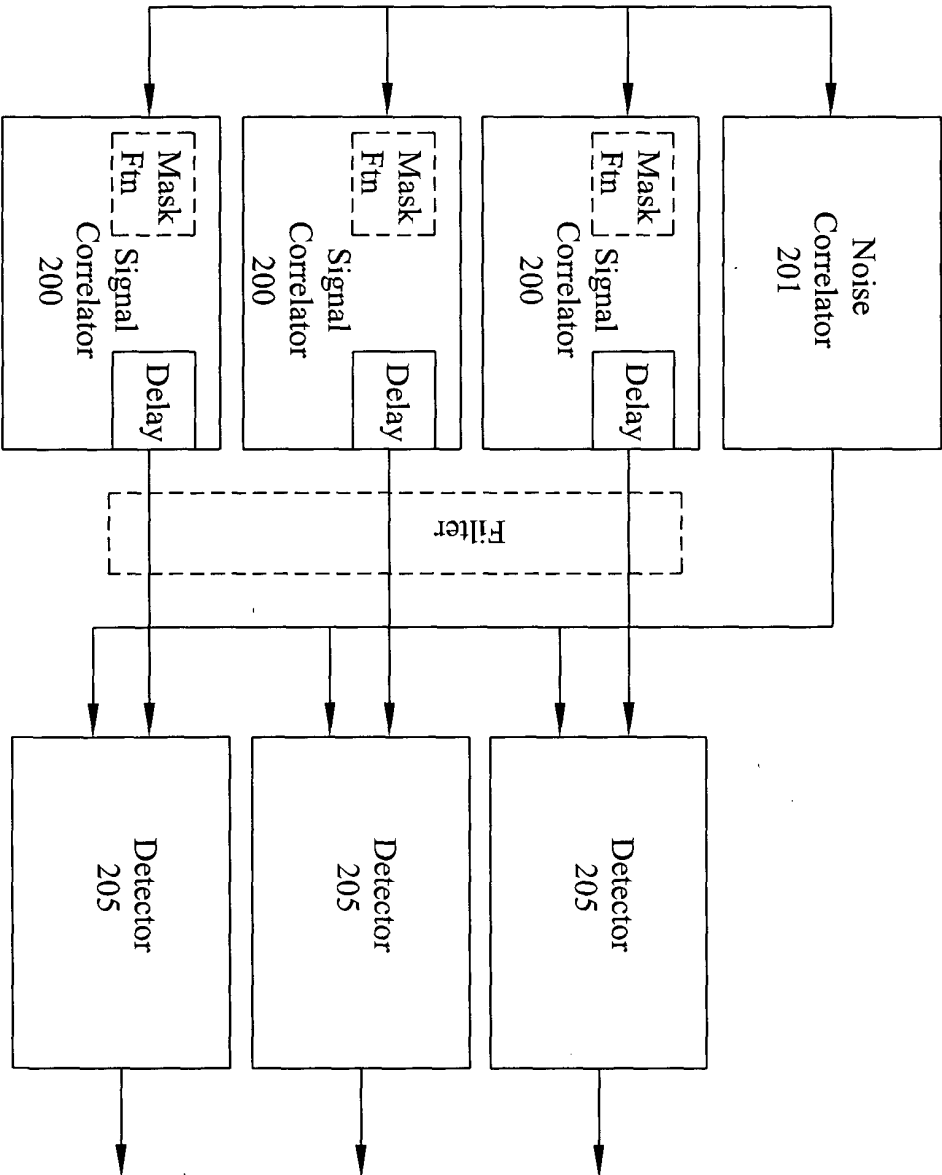 Noise
Correlator
201
Mask
Ftn
Signal
Correlator
200
Delay
Mask
Ftn
Signal
Correlator
200
Delay
Mask
Ftn
Signal
Correlator
200
Delay
Filter
Detector
205
Detector
205
Detector
205